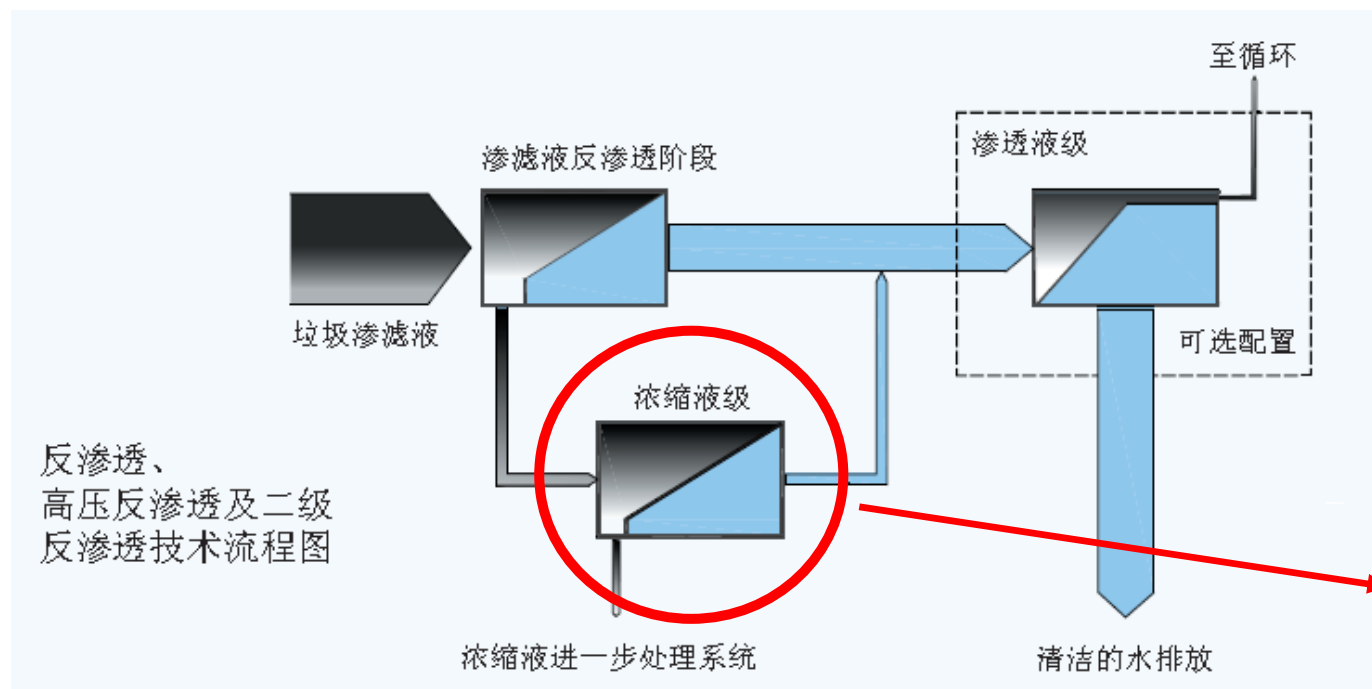 至循环
渗透液级
渗滤液反渗透阶段
垃圾渗滤液
可选配置
浓缩液级
反渗透、
高压反渗透及二级
反渗透技术流程图
浓缩液进一步处理系统
清洁的水排放